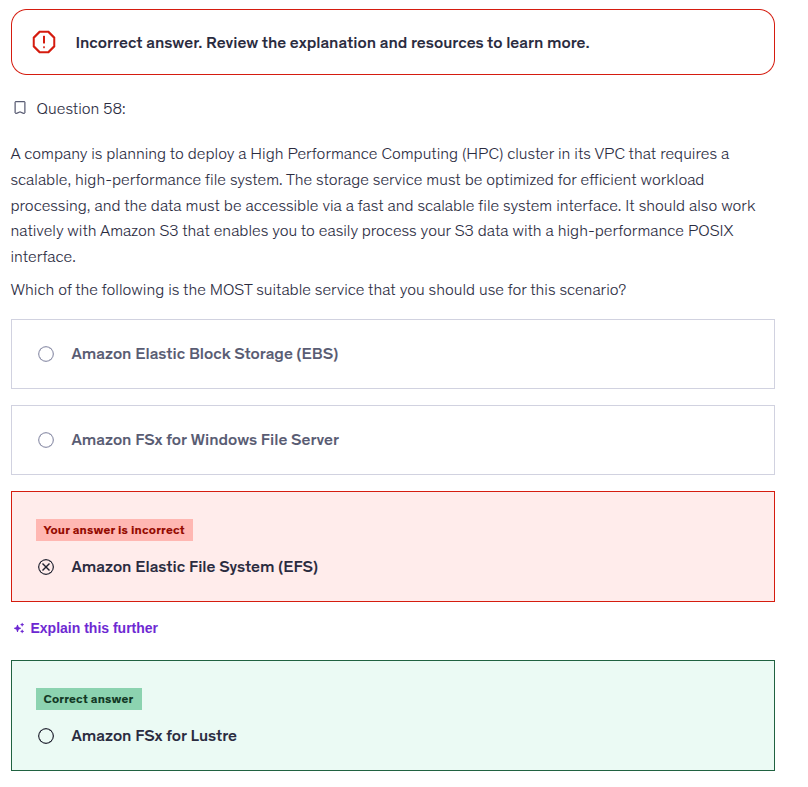 Incorrect answer. Review the explanation and resources to learn more.
Question 58:
A company is planning to deploy a High Performance Computing (HPC) cluster in its VPC that requires a
scalable, high-performance file system. The storage service must be optimized for efficient workload
processing, and the data must be accessible via a fast and scalable file system interface. It should also work
natively with Amazon S3 that enables you to easily process your S3 data with a high-performance POSIX
interface.
Which of the following is the MOST suitable service that you should use for this scenario?
Amazon Elastic Block Storage (EBS)
Amazon FSx for Windows File Server
Your answer is incorrect
Amazon Elastic File System (EFS)
Explain this further
Correct answer
Amazon FSx for Lustre